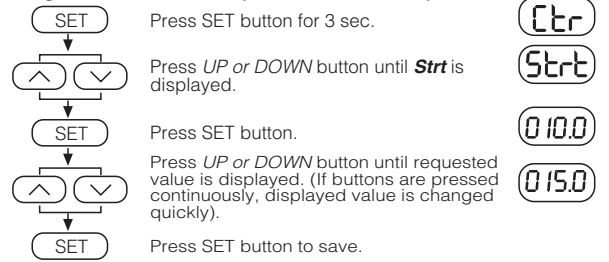 SET
Press SET button for 3 sec.
Ctr
Press UP or DOWN button until Strt is
displayed.
Strt
SET
Press SET button.
010.0
Press UP or DOWN button until requested
value is displayed. (If buttons are pressed
continuously, displayed value is changed
quickly).
015.0
SET
Press SET button to save.